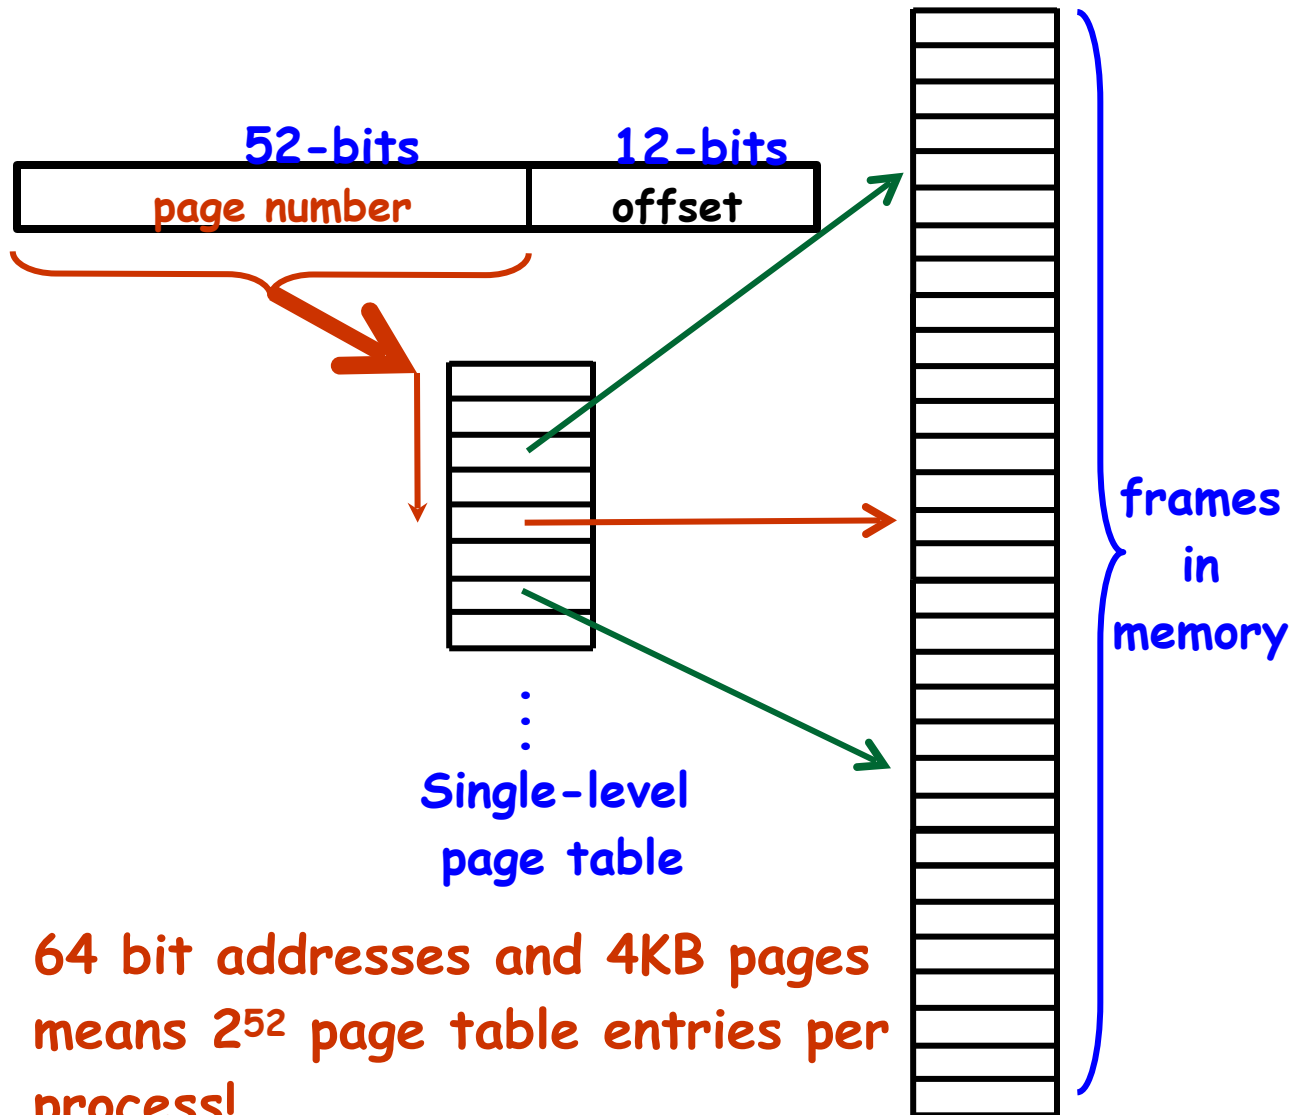 52-bits 12-bits
page number offset
frames
in
memory
Single-level
page table
64 bit addresses and 4KB pages
means 2⁵² page table entries per
process!